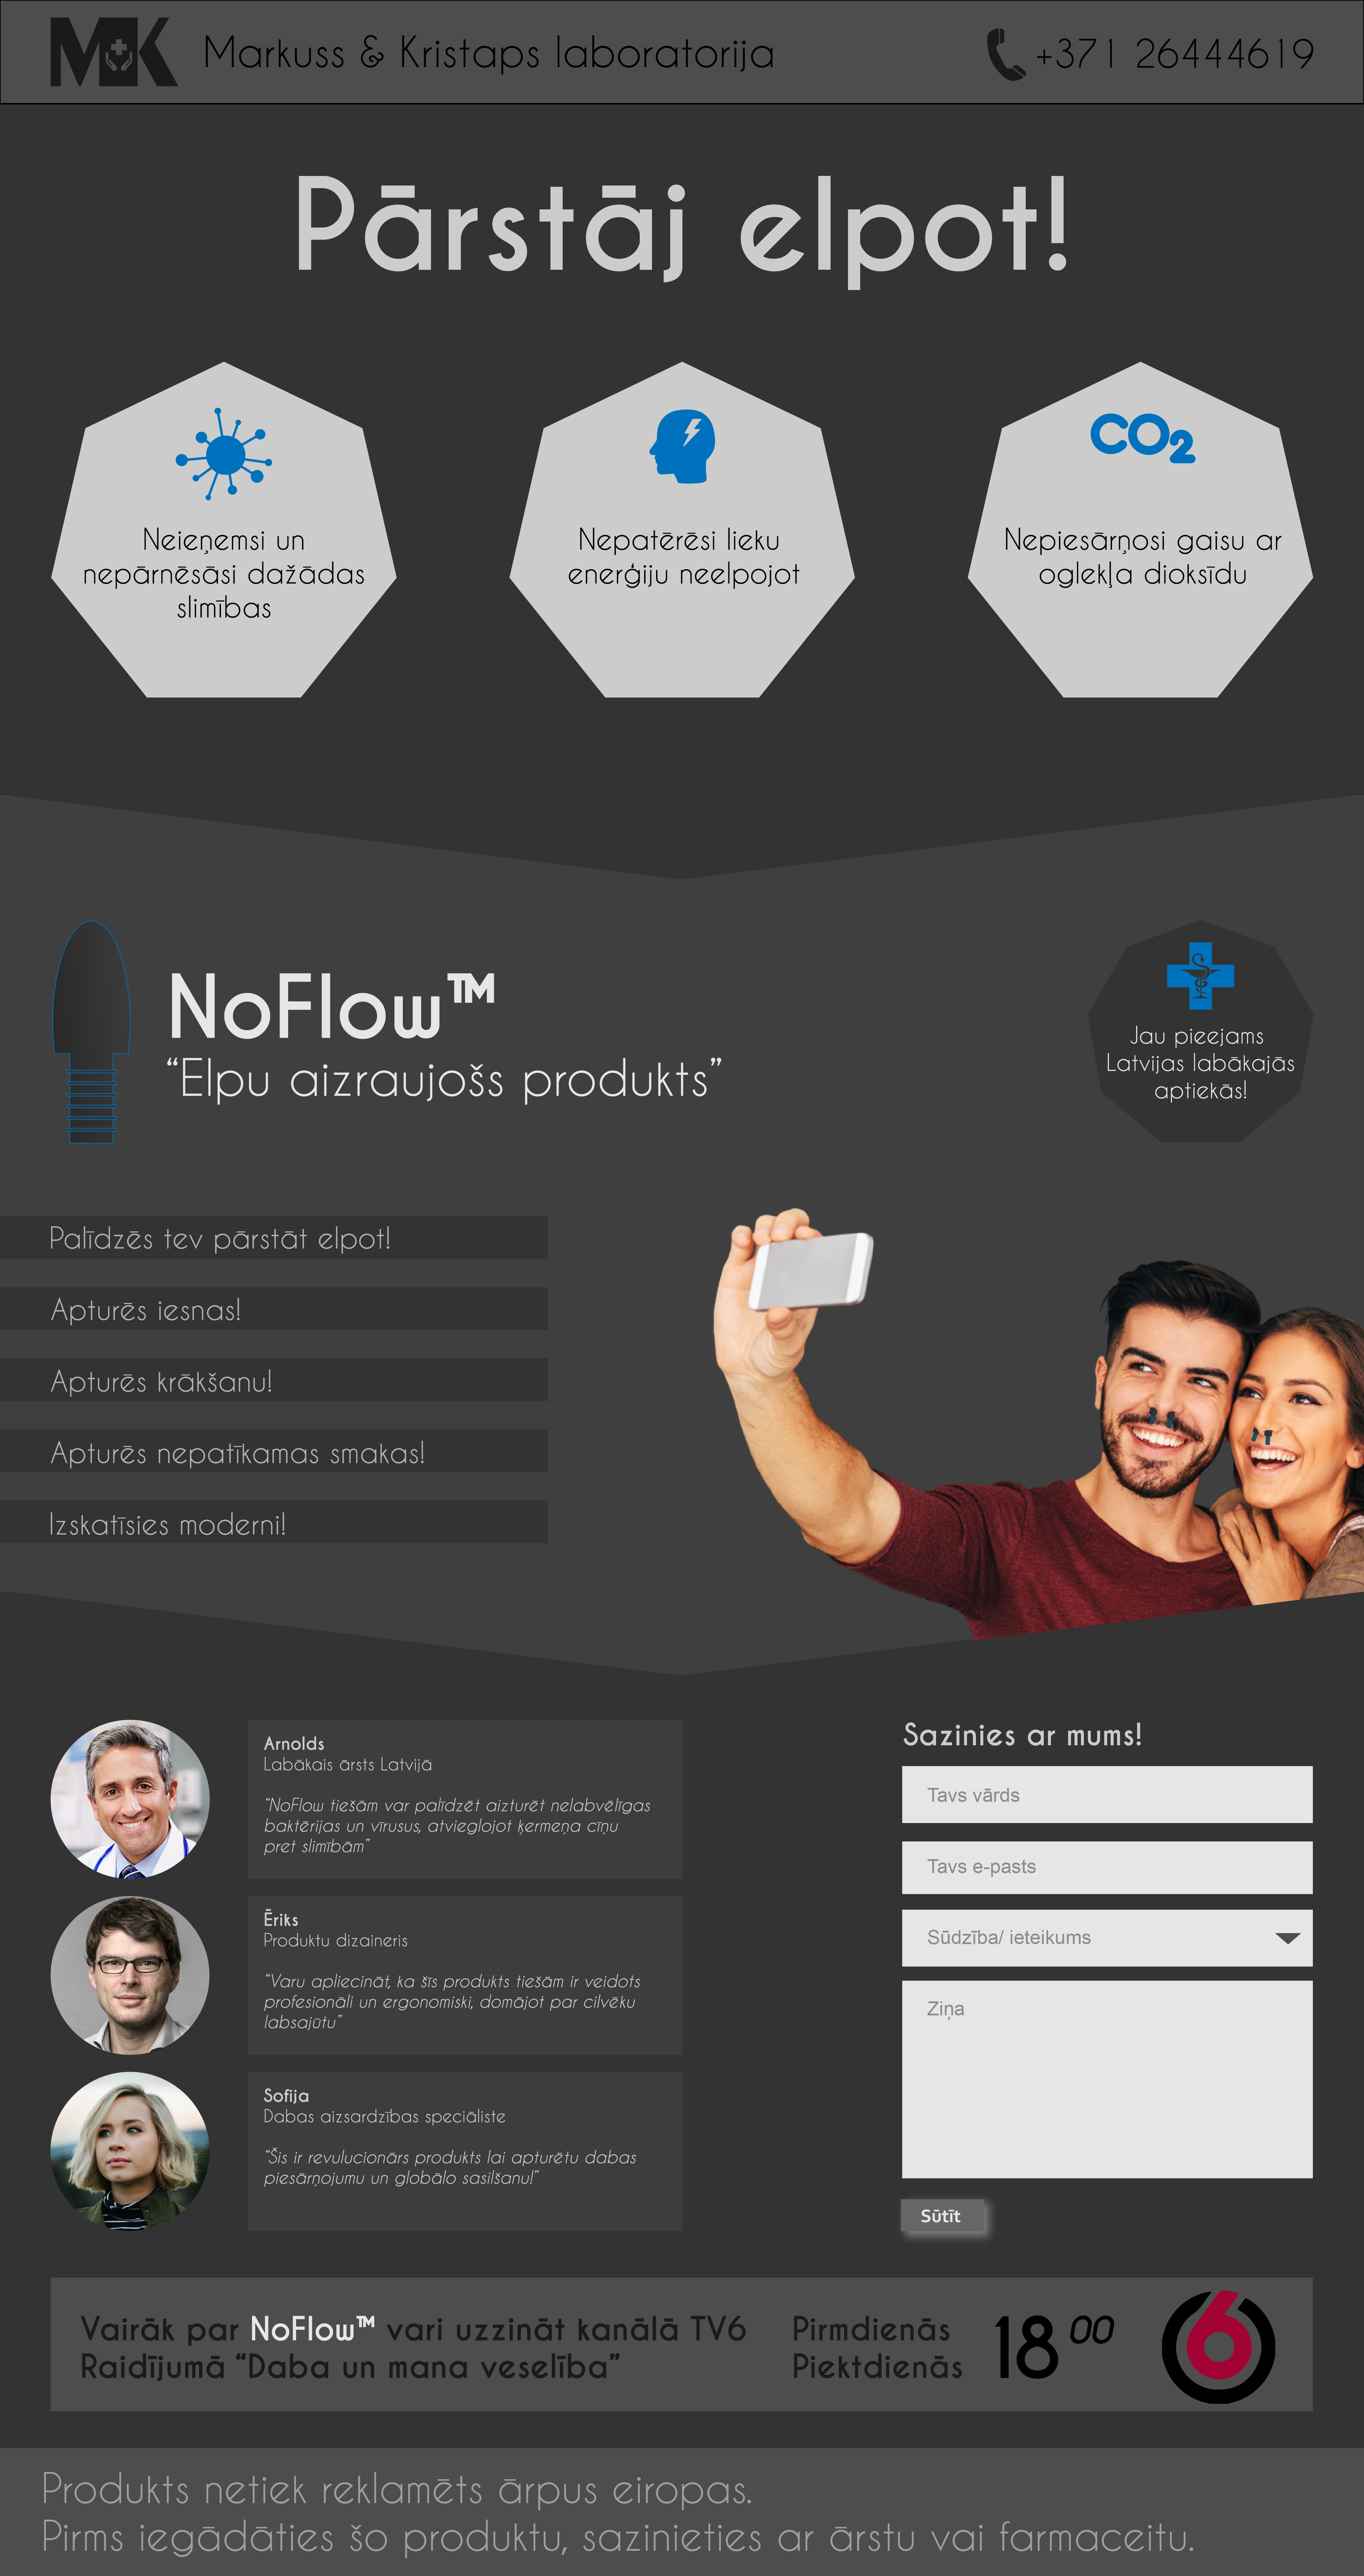 MK Markuss & Kristaps laboratorija
+371 26444619
Pārstāj elpot!
Neieņemsi un
nepārnēsāsi dažādas
slimības
Nepatērēsi lieku
enerģiju neelpojot
CO2
Nepiesārņosi gaisu ar
oglekļa dioksīdu
NoFlow™
“Elpu aizraujošs produkts”
Jau pieejams
Latvijas labākajās
aptiekās!
Palīdzēs tev pārstāt elpot!
Apturēs iesnas!
Apturēs krākšanu!
Apturēs nepatīkamas smakas!
Izskatīsies moderni!
Arnolds
Labākais ārsts Latvijā
“NoFlow tiešām var palīdzēt aizturēt nelabvēlīgas
baktērijas un vīrusus, atvieglojot ķermeņa cīņu
pret slimībām”
Ēriks
Produktu dizaineris
“Varu apliecināt, ka šīs produkts tiešām ir veidots
profesionāli un ergonomiski, domājot par cilvēku
labsajūtu”
Sofija
Dabas aizsardzības speciāliste
“Šis ir revulucionārs produkts lai apturētu dabas
piesārņojumu un globālo sasilšanu!”
Sazinies ar mums!
Tavs vārds
Tavs e-pasts
Sūdzība/ ieteikums
Ziņa
Sūtīt
Vairāk par NoFlow™ vari uzzināt kanālā TV6
Raidījumā “Daba un mana veselība”
Pirmdienās
Piektdienās
18 00
6
Produkts netiek reklamēts ārpus eiropas.
Pirms iegādāties šo produktu, sazinieties ar ārstu vai farmaceitu.